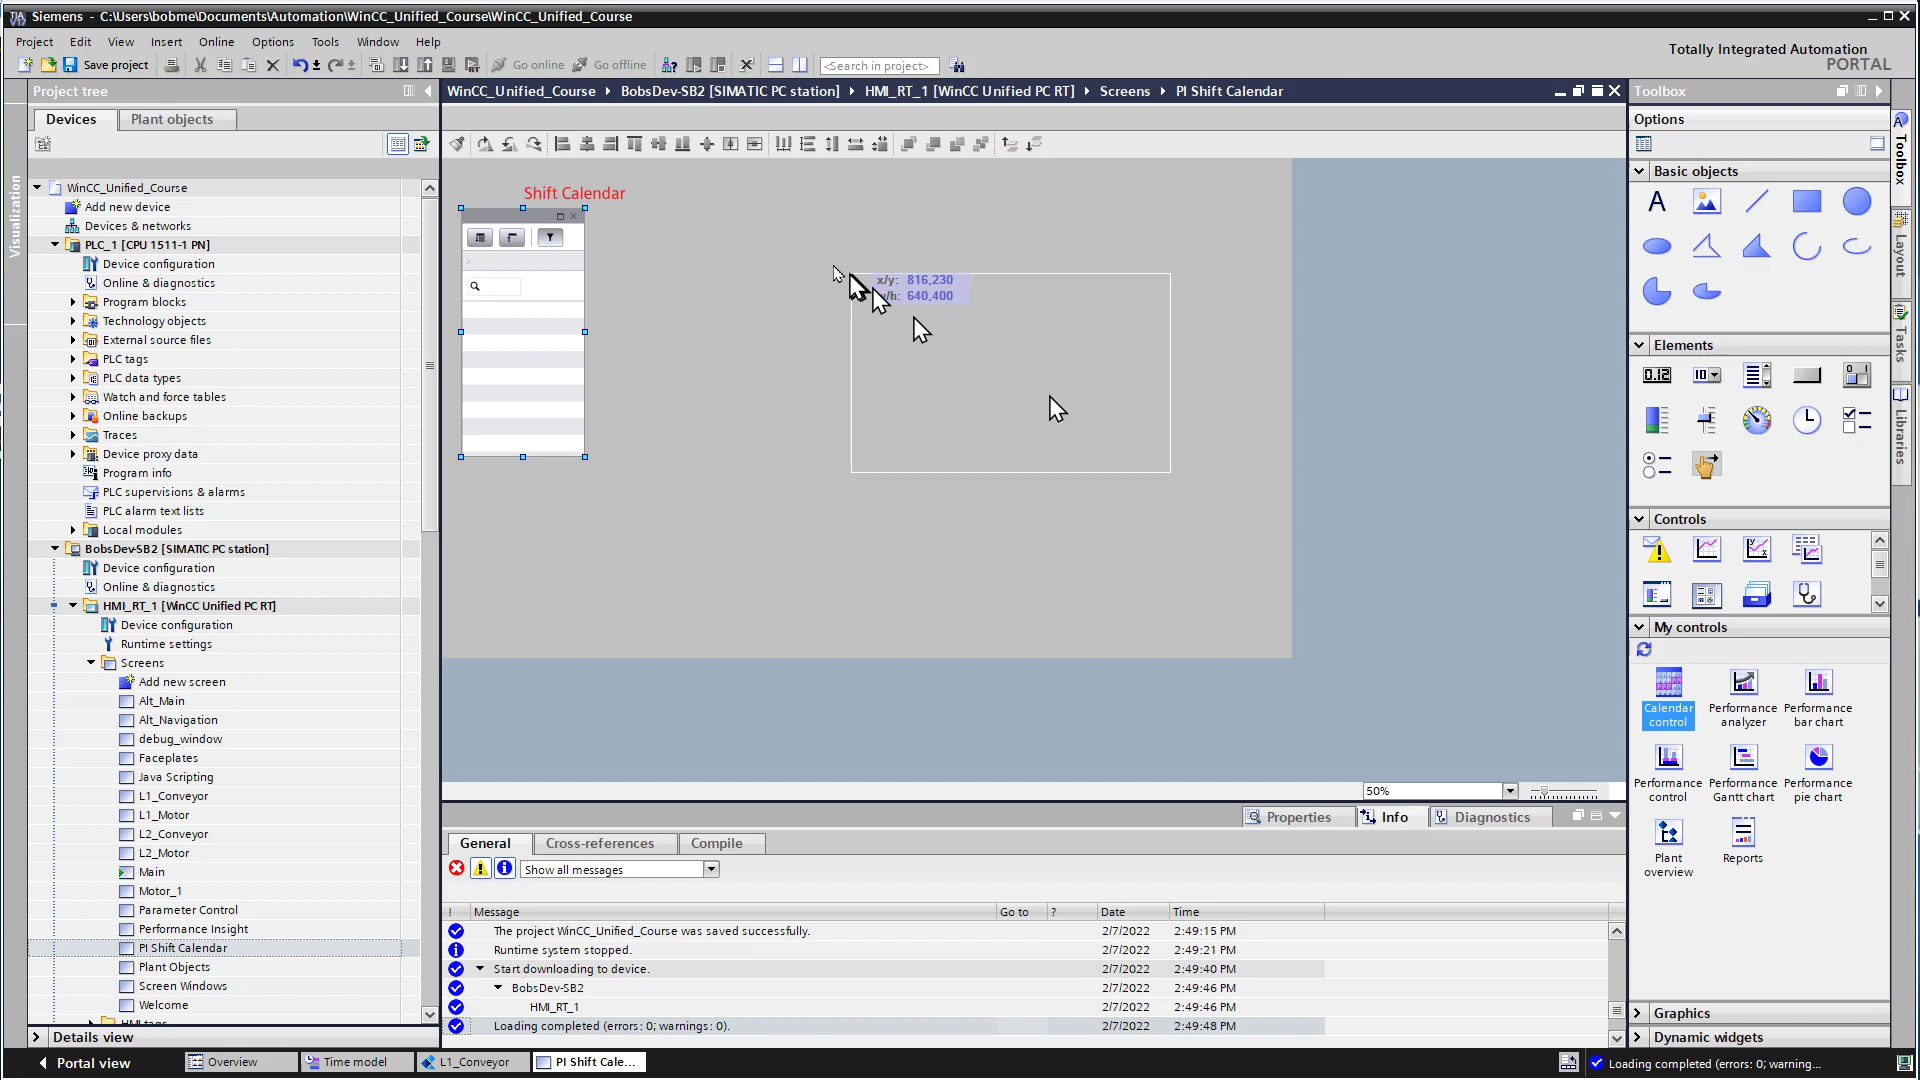 Siemens - C:\Users\bobme\Documents\Automation\WinCC_Unified_Course\WinCC_Unified_Course
Project Edit View Insert Online Options Tools Window Help
Totally Integrated Automation
PORTAL
Save project
Go online
Go offline
<Search in project>
Project tree
WinCC_Unified_Course BobsDev-SB2 [SIMATIC PC station] HMI_RT_1 [WinCC Unified PC RT] Screens PI Shift Calendar
Toolbox
Devices
Plant objects
Options
Visualization
Basic objects
WinCC_Unified_Course
Add new device
Devices & networks
PLC_1 [CPU 1511-1 PN]
Device configuration
Online & diagnostics
Program blocks
Technology objects
External source files
PLC tags
PLC data types
Watch and force tables
Online backups
Traces
Device proxy data
Program info
PLC supervisions & alarms
PLC alarm text lists
Local modules
BobsDev-SB2 [SIMATIC PC station]
Device configuration
Online & diagnostics
HMI_RT_1 [WinCC Unified PC RT]
Device configuration
Runtime settings
Screens
Add new screen
Alt_Main
Alt_Navigation
debug_window
Faceplates
Java Scripting
L1_Conveyor
L1_Motor
L2_Conveyor
L2_Motor
Main
Motor_1
Parameter Control
Performance Insight
PI Shift Calendar
Plant Objects
Screen Windows
Welcome
HMI tags
Details view
Shift Calendar
x/y: 816,230
/h: 640,400
50%
Properties
Info
Diagnostics
General
Cross-references
Compile
Show all messages
! Message Go to ? Date Time
The project WinCC_Unified_Course was saved successfully. 2/7/2022 2:49:15 PM
Runtime system stopped. 2/7/2022 2:49:21 PM
Start downloading to device. 2/7/2022 2:49:40 PM
BobsDev-SB2 2/7/2022 2:49:46 PM
HMI_RT_1 2/7/2022 2:49:46 PM
Loading completed (errors: 0; warnings: 0). 2/7/2022 2:49:48 PM
Elements
0.12
10
Controls
My controls
Calendar control
Performance analyzer
Performance bar chart
Performance control
Performance Gantt chart
Performance pie chart
Plant overview
Reports
Graphics
Dynamic widgets
Toolbox
Layout
Tasks
Libraries
Portal view
Overview
Time model
L1_Conveyor
PI Shift Cale...
Loading completed (errors: 0; warning...